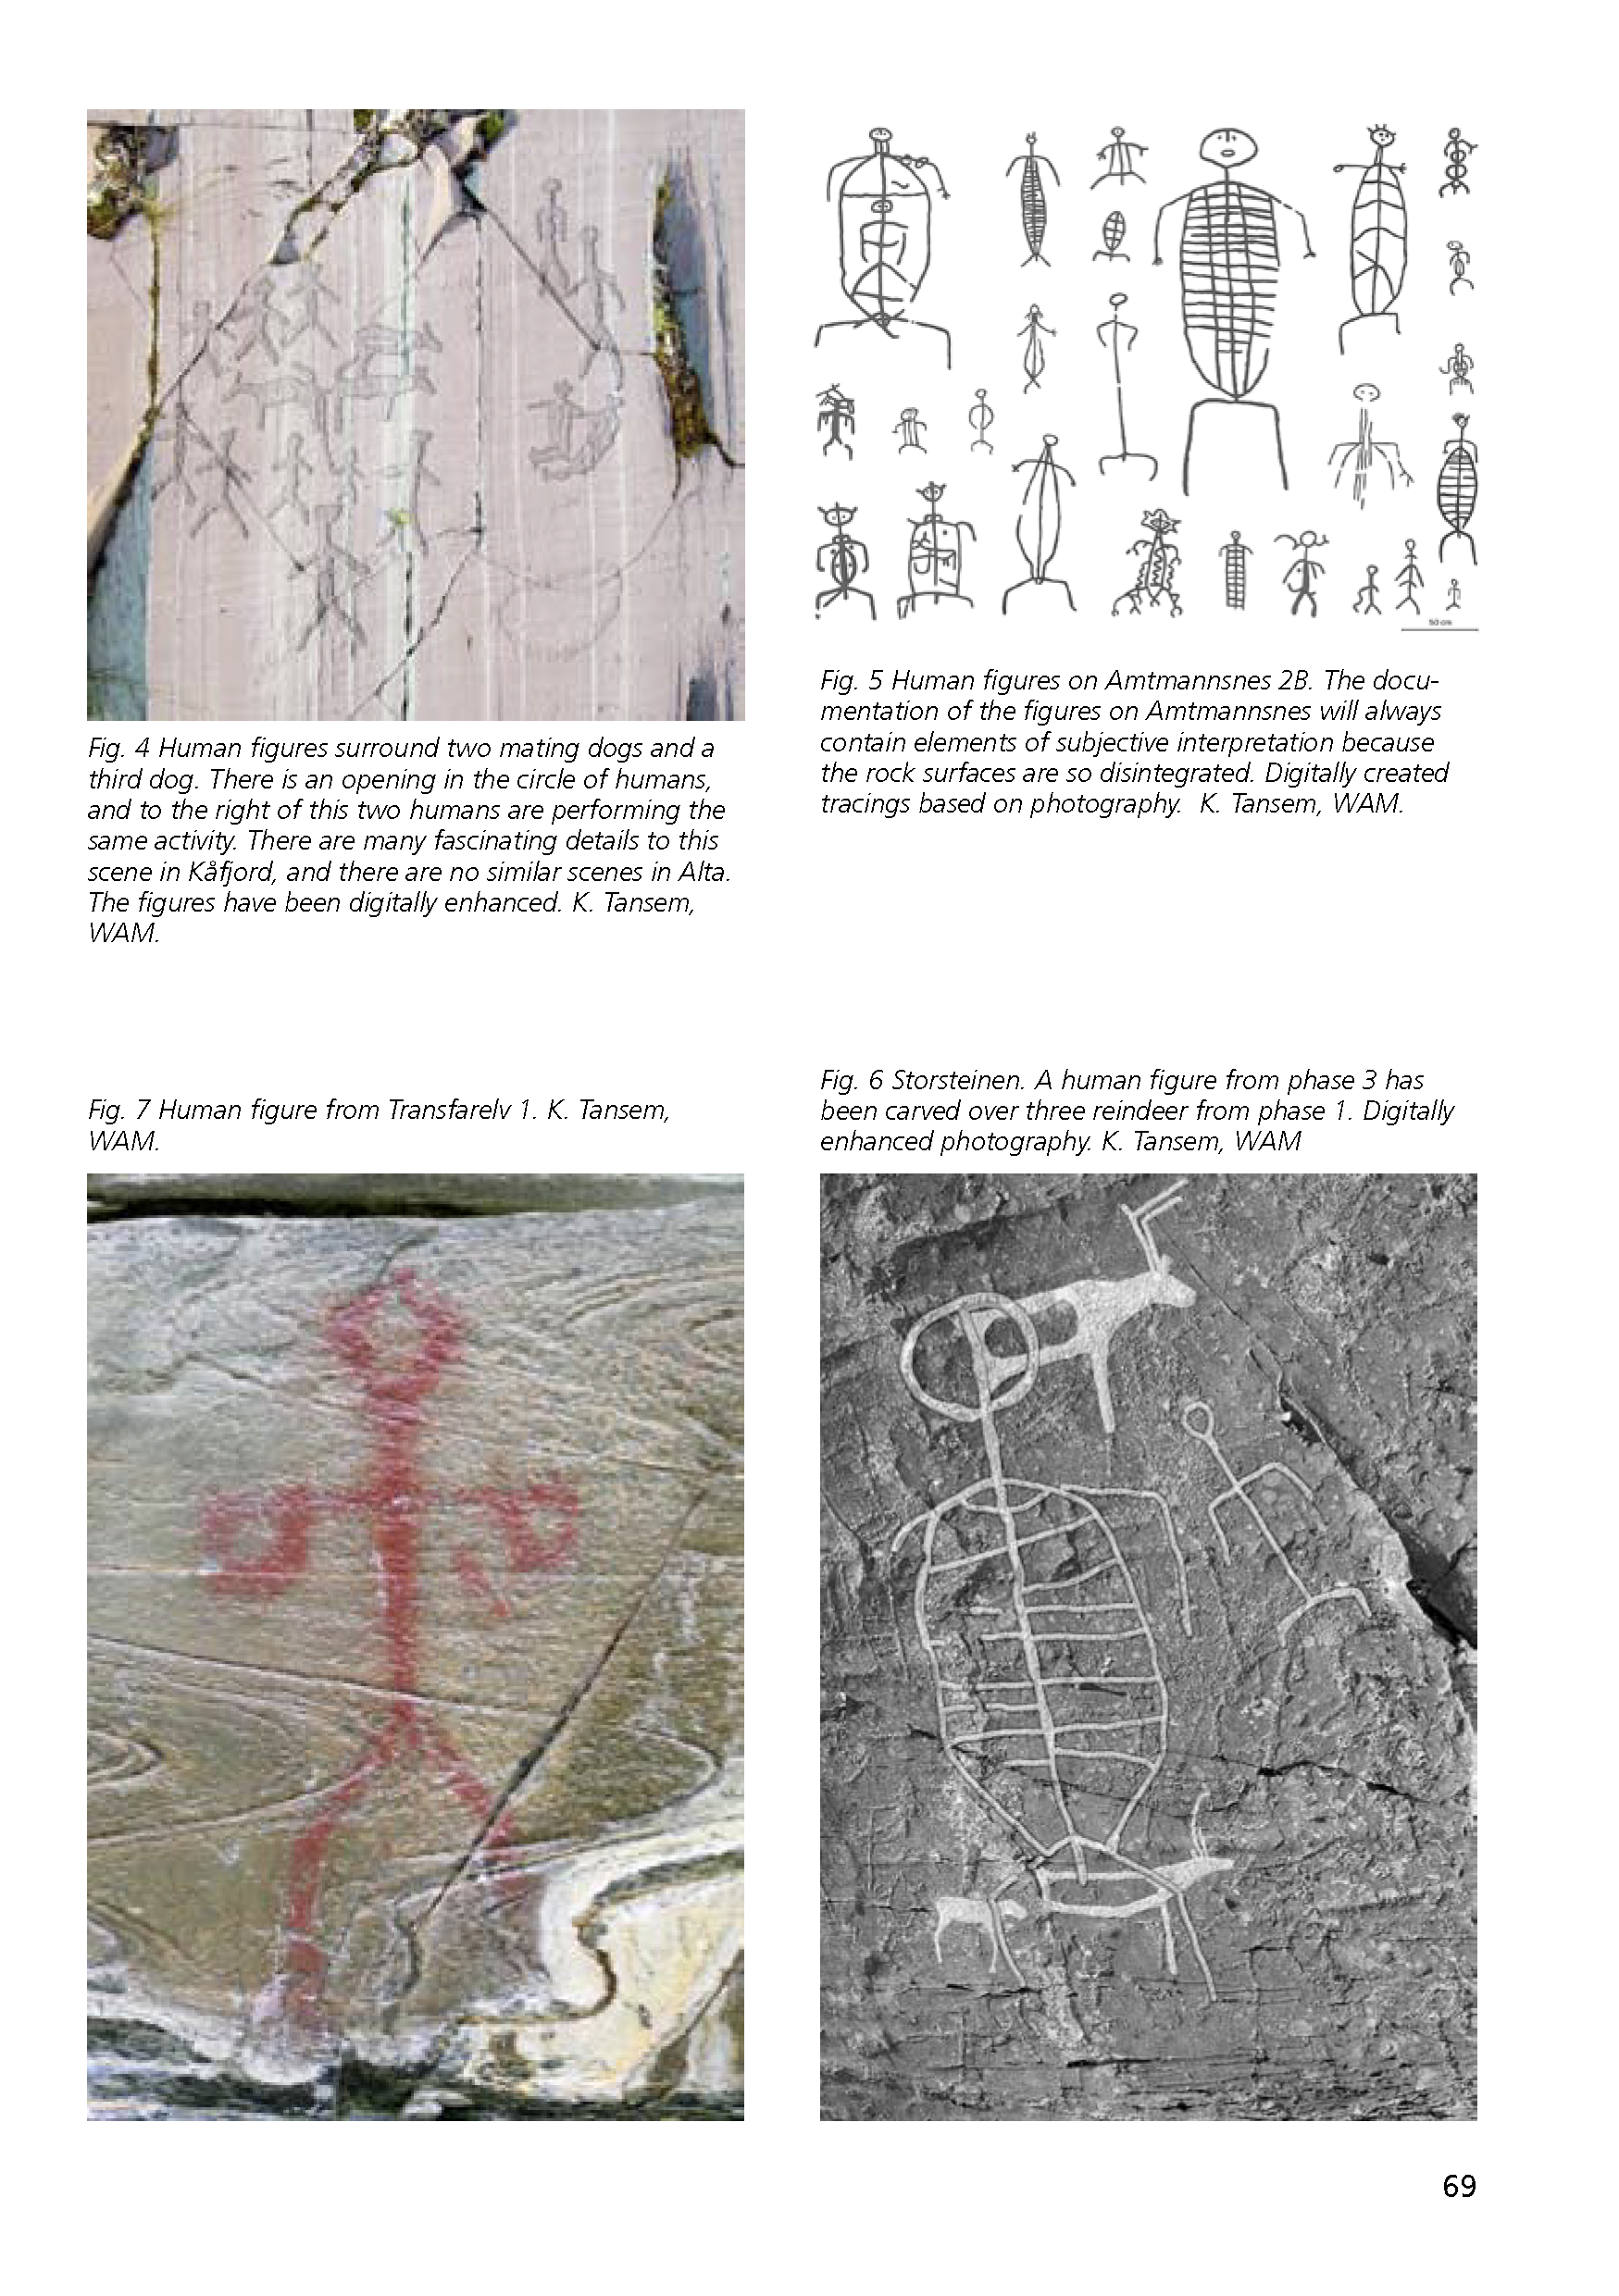 Fig. 4 Human figures surround two mating dogs and a
third dog. There is an opening in the circle of humans,
and to the right of this two humans are performing the
same activity. There are many fascinating details to this
scene in Kåfjord, and there are no similar scenes in Alta.
The figures have been digitally enhanced. K. Tansem,
WAM.
50 cm
Fig. 5 Human figures on Amtmannsnes 2B. The docu-
mentation of the figures on Amtmannsnes will always
contain elements of subjective interpretation because
the rock surfaces are so disintegrated. Digitally created
tracings based on photography.  K. Tansem, WAM.
Fig. 7 Human figure from Transfarelv 1. K. Tansem,
WAM.
Fig. 6 Storsteinen. A human figure from phase 3 has
been carved over three reindeer from phase 1. Digitally
enhanced photography. K. Tansem, WAM
69